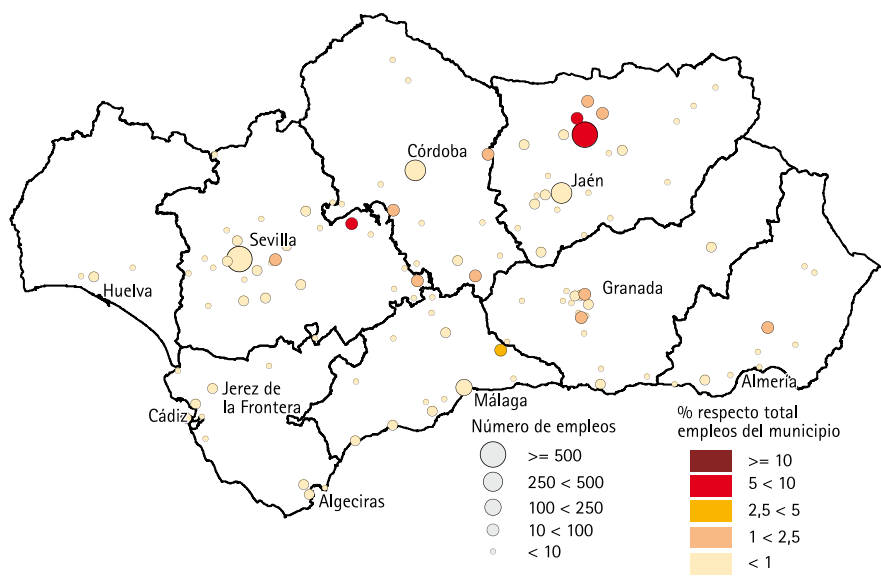 Córdoba
Jaén
Sevilla
Huelva
Granada
Jerez de
la Frontera
Cádiz
Málaga
Almería
Algeciras
Número de empleos
>= 500
250 < 500
100 < 250
10 < 100
< 10
% respecto total
empleos del municipio
>= 10
5 < 10
2,5 < 5
1 < 2,5
< 1